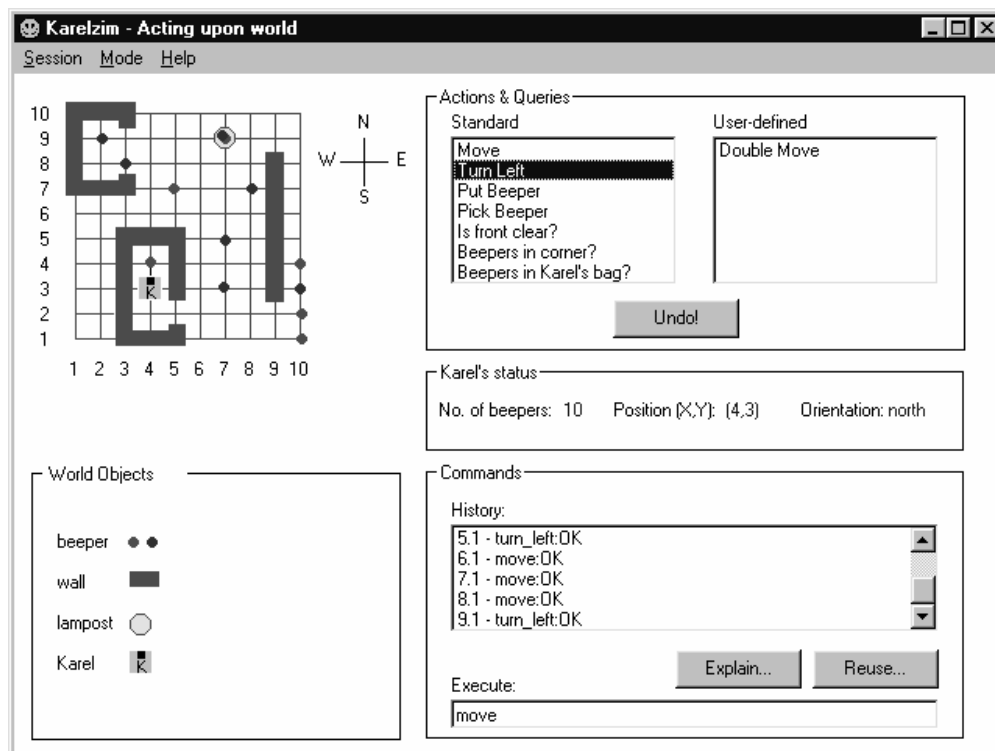 Karelzim - Acting upon world
Session Mode Help
10
9
8
7
6
5
4
3
2
1
1 2 3 4 5 6 7 8 9 10
N
W E
S
K
Actions & Queries
Standard
Move
Turn Left
Put Beeper
Pick Beeper
Is front clear?
Beepers in corner?
Beepers in Karel's bag?
User-defined
Double Move
Undo!
Karel's status
No. of beepers: 10 Position (X,Y): (4,3) Orientation: north
World Objects
beeper
wall
lampost
Karel K
Commands
History:
5.1 - turn_left:OK
6.1 - move:OK
7.1 - move:OK
8.1 - move:OK
9.1 - turn_left:OK
Explain... Reuse...
Execute:
move